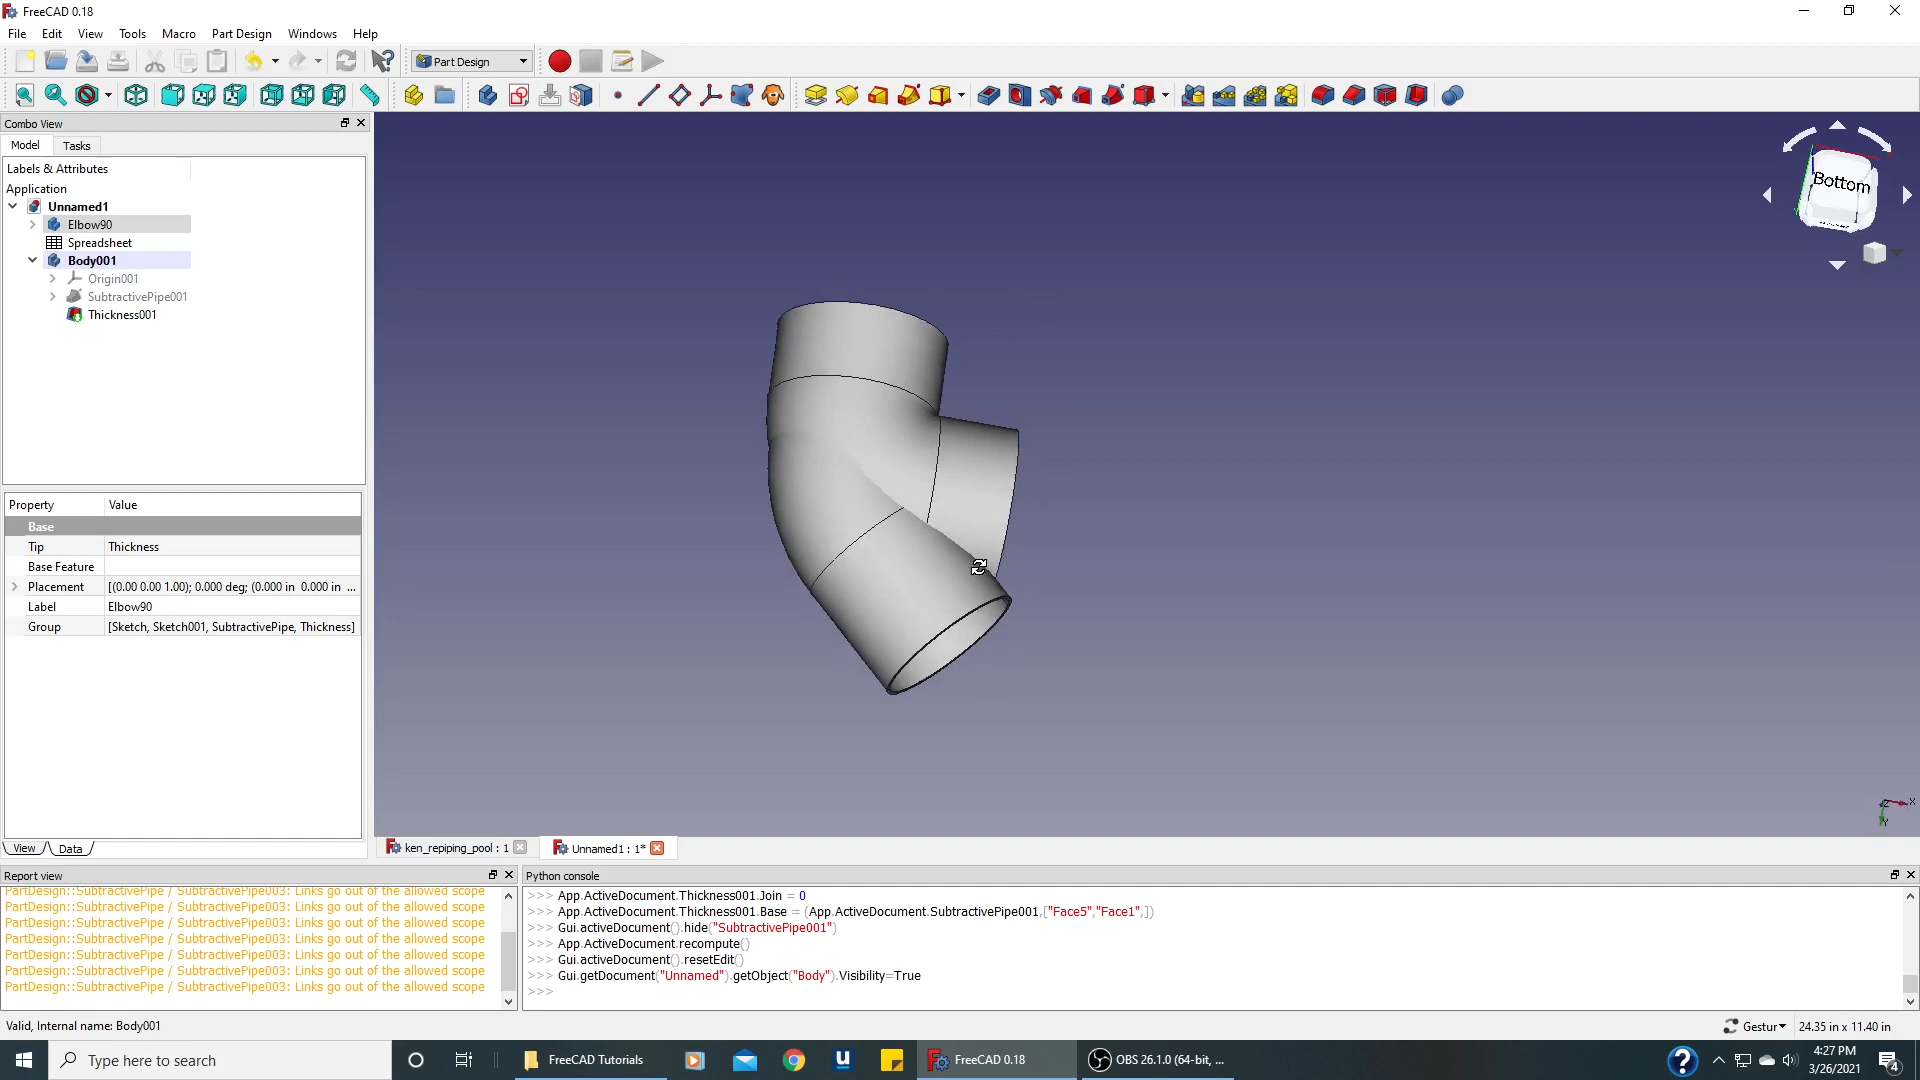 FreeCAD 0.18
File Edit View Tools Macro Part Design Windows Help
Part Design
Combo View
Model Tasks
Labels & Attributes
Application
Unnamed1
Elbow90
Spreadsheet
Body001
Origin001
SubtractivePipe001
Thickness001
Property Value
Base
Tip Thickness
Base Feature
Placement [(0.00 0.00 1.00); 0.000 deg; (0.000 in 0.000 in ...
Label Elbow90
Group [Sketch, Sketch001, SubtractivePipe, Thickness]
View Data
Bottom
X
Y
Z
ken_repiping_pool : 1
Unnamed1 : 1*
Report view
PartDesign::SubtractivePipe / SubtractivePipe003: Links go out of the allowed scope
PartDesign::SubtractivePipe / SubtractivePipe003: Links go out of the allowed scope
PartDesign::SubtractivePipe / SubtractivePipe003: Links go out of the allowed scope
PartDesign::SubtractivePipe / SubtractivePipe003: Links go out of the allowed scope
PartDesign::SubtractivePipe / SubtractivePipe003: Links go out of the allowed scope
PartDesign::SubtractivePipe / SubtractivePipe003: Links go out of the allowed scope
PartDesign::SubtractivePipe / SubtractivePipe003: Links go out of the allowed scope
Python console
>>> App.ActiveDocument.Thickness001.Join = 0
>>> App.ActiveDocument.Thickness001.Base = (App.ActiveDocument.SubtractivePipe001,["Face5","Face1",])
>>> Gui.activeDocument().hide("SubtractivePipe001")
>>> App.ActiveDocument.recompute()
>>> Gui.activeDocument().resetEdit()
>>> Gui.getDocument("Unnamed").getObject("Body").Visibility=True
>>>
Valid, Internal name: Body001
Gestur
24.35 in x 11.40 in
Type here to search
FreeCAD Tutorials
FreeCAD 0.18
OBS 26.1.0 (64-bit, ...
4:27 PM
3/26/2021
4